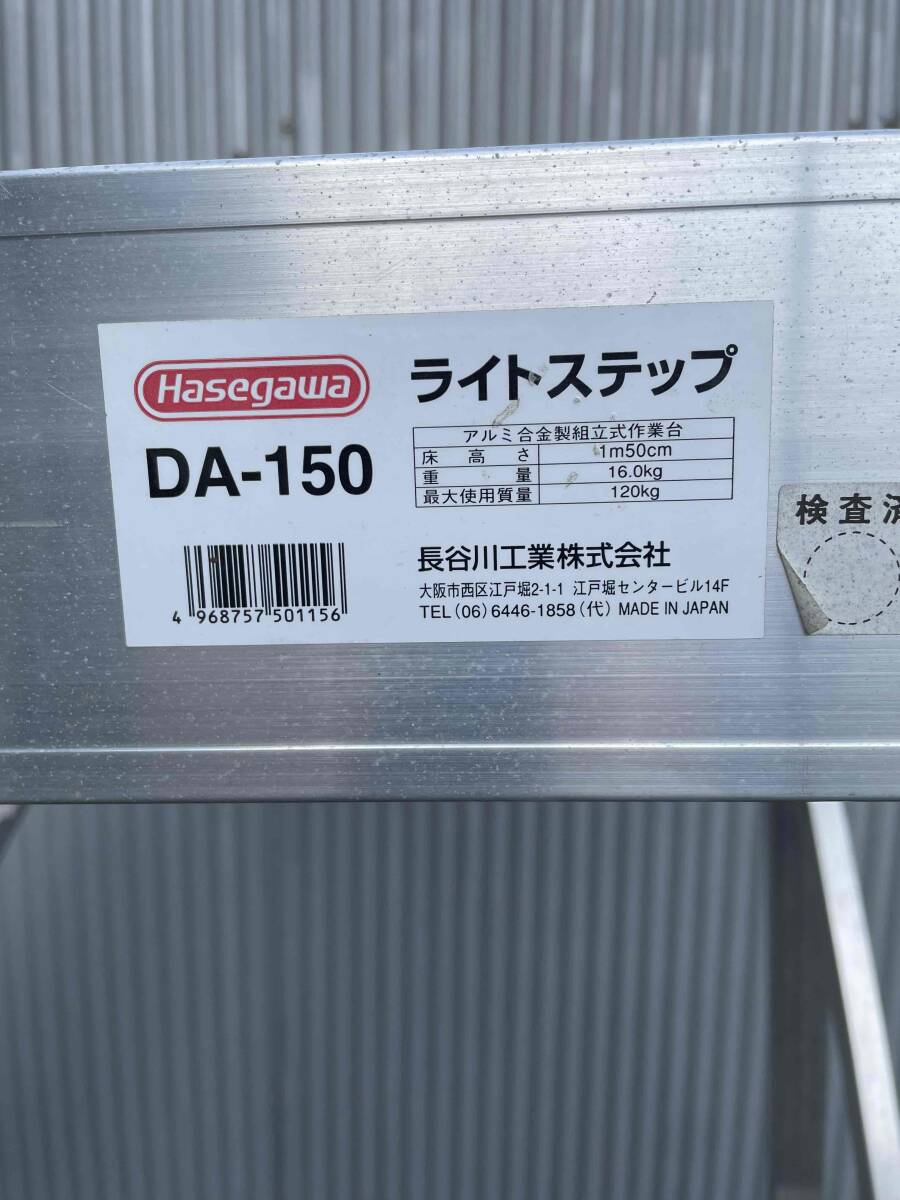 Hasegawa
ライトステップ
DA-150
アルミ合金製組立式作業台
床高さ 1m50cm
重量 16.0kg
最大使用質量 120kg
4 968757 501156
長谷川工業株式会社
大阪市西区江戸堀2-1-1 江戸堀センタービル14F
TEL(06)6446-1858(代) MADE IN JAPAN
検査済